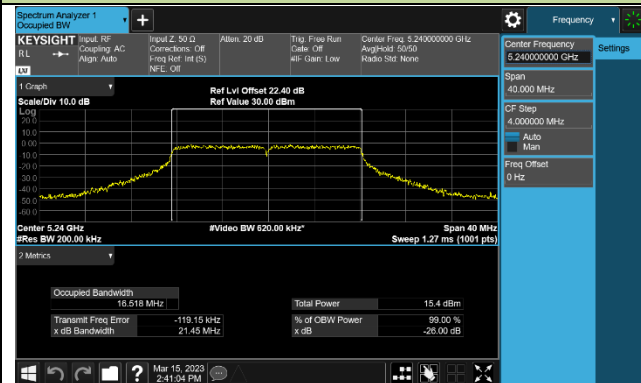 Spectrum Analyzer 1
Occupied BW
Frequency
KEYSIGHT
RL
LXI
Input: RF
Coupling: AC
Align: Auto
Input Z: 50 Ω
Corrections: Off
Freq Ref: Int (S)
NFE: Off
Atten: 20 dB
Trig: Free Run
Gate: Off
#IF Gain: Low
Center Freq: 5.240000000 GHz
Avg|Hold: 50/50
Radio Std: None
Center Frequency
5.240000000 GHz
Settings
Span
40.000 MHz
CF Step
4.000000 MHz
Auto
Man
Freq Offset
0 Hz
1 Graph
Scale/Div 10.0 dB
Ref Lvl Offset 22.40 dB
Ref Value 30.00 dBm
Log
20.0
10.0
0.00
-10.0
-20.0
-30.0
-40.0
-50.0
-60.0
Center 5.24 GHz
#Res BW 200.00 kHz
#Video BW 620.00 kHz*
Span 40 MHz
Sweep 1.27 ms (1001 pts)
2 Metrics
Occupied Bandwidth
16.518 MHz
Total Power 15.4 dBm
Transmit Freq Error -119.15 kHz
% of OBW Power 99.00 %
x dB Bandwidth 21.45 MHz
x dB -26.00 dB
Mar 15, 2023
2:41:04 PM